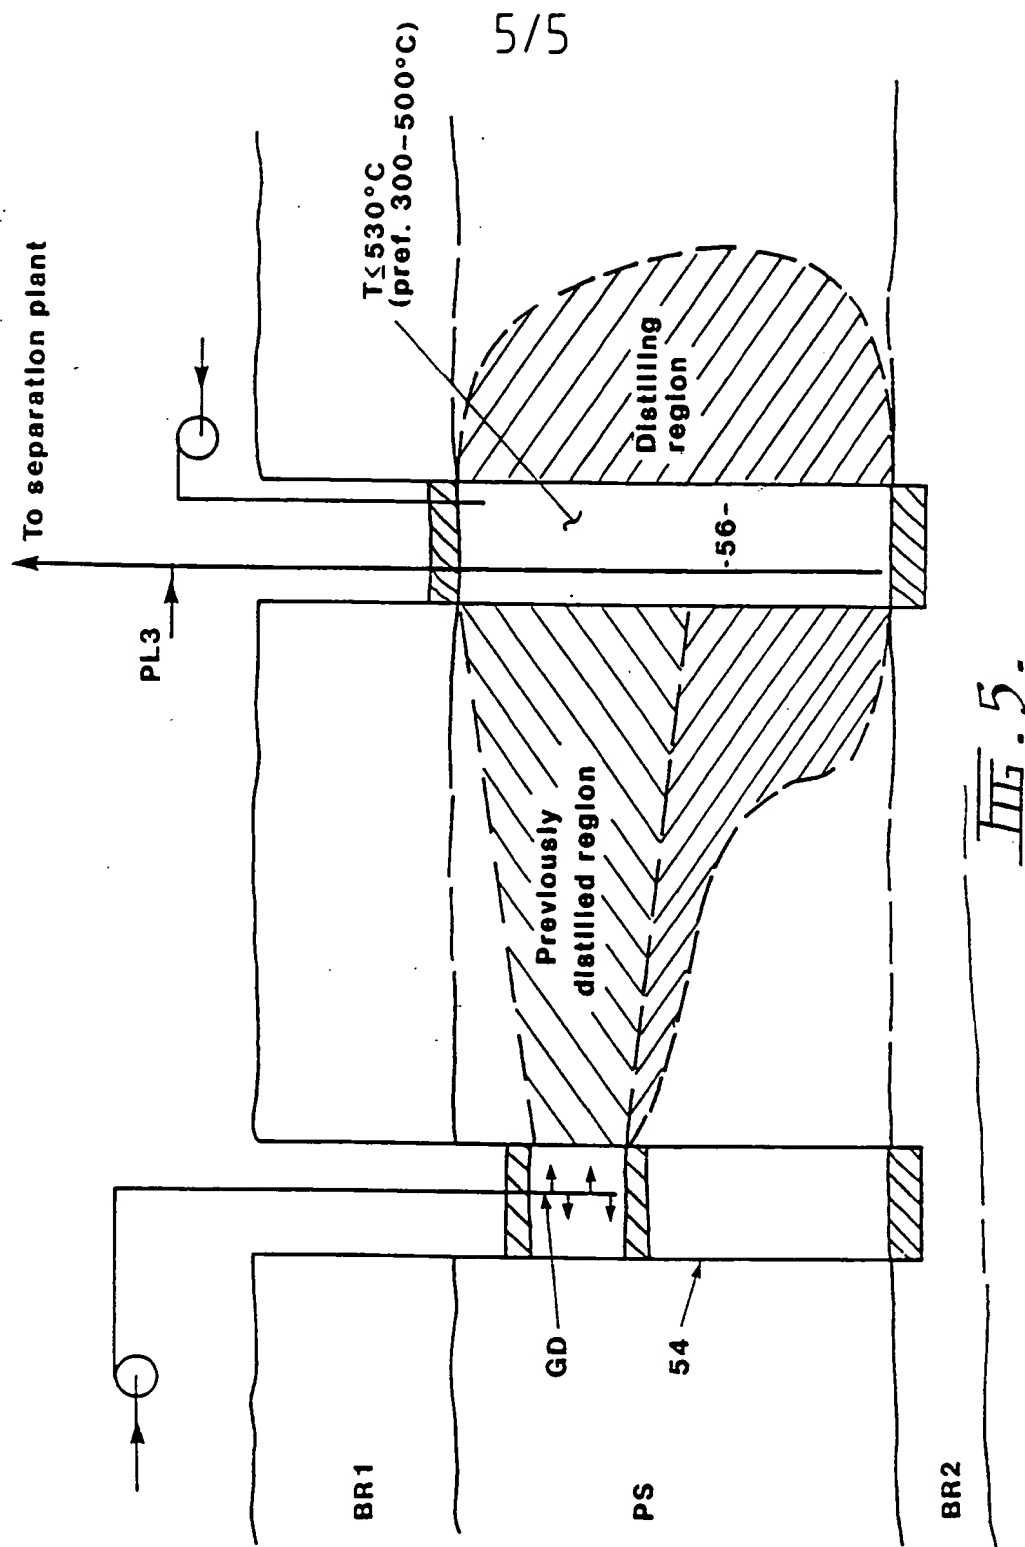 5/5
To separation plant
T≤530°C
(pref. 300-500°C)
PL3
Distilling
region
-56-
Previously
distilled region
GD
54
BR1
PS
BR2
FIG. 5.